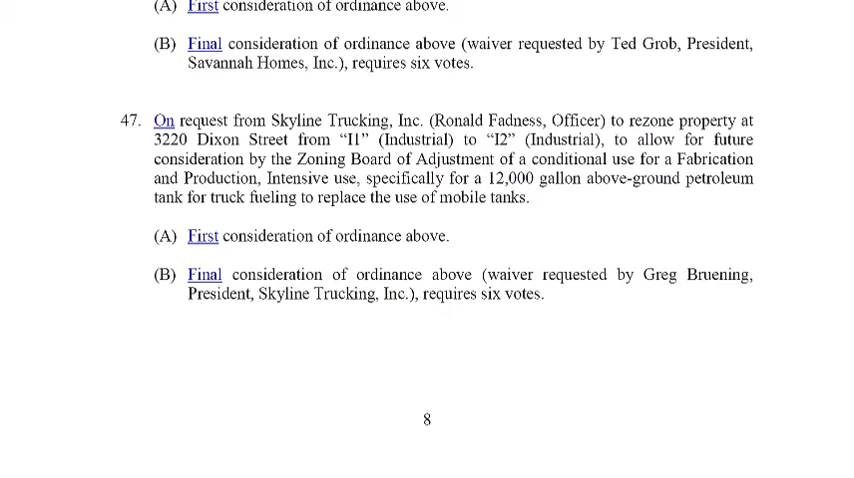 (A) First consideration of ordinance above.
(B) Final consideration of ordinance above (waiver requested by Ted Grob, President,
Savannah Homes, Inc.), requires six votes.
47. On request from Skyline Trucking, Inc. (Ronald Fadness, Officer) to rezone property at
3220 Dixon Street from “I1” (Industrial) to “I2” (Industrial), to allow for future
consideration by the Zoning Board of Adjustment of a conditional use for a Fabrication
and Production, Intensive use, specifically for a 12,000 gallon above-ground petroleum
tank for truck fueling to replace the use of mobile tanks.
(A) First consideration of ordinance above.
(B) Final consideration of ordinance above (waiver requested by Greg Bruening,
President, Skyline Trucking, Inc.), requires six votes.
8